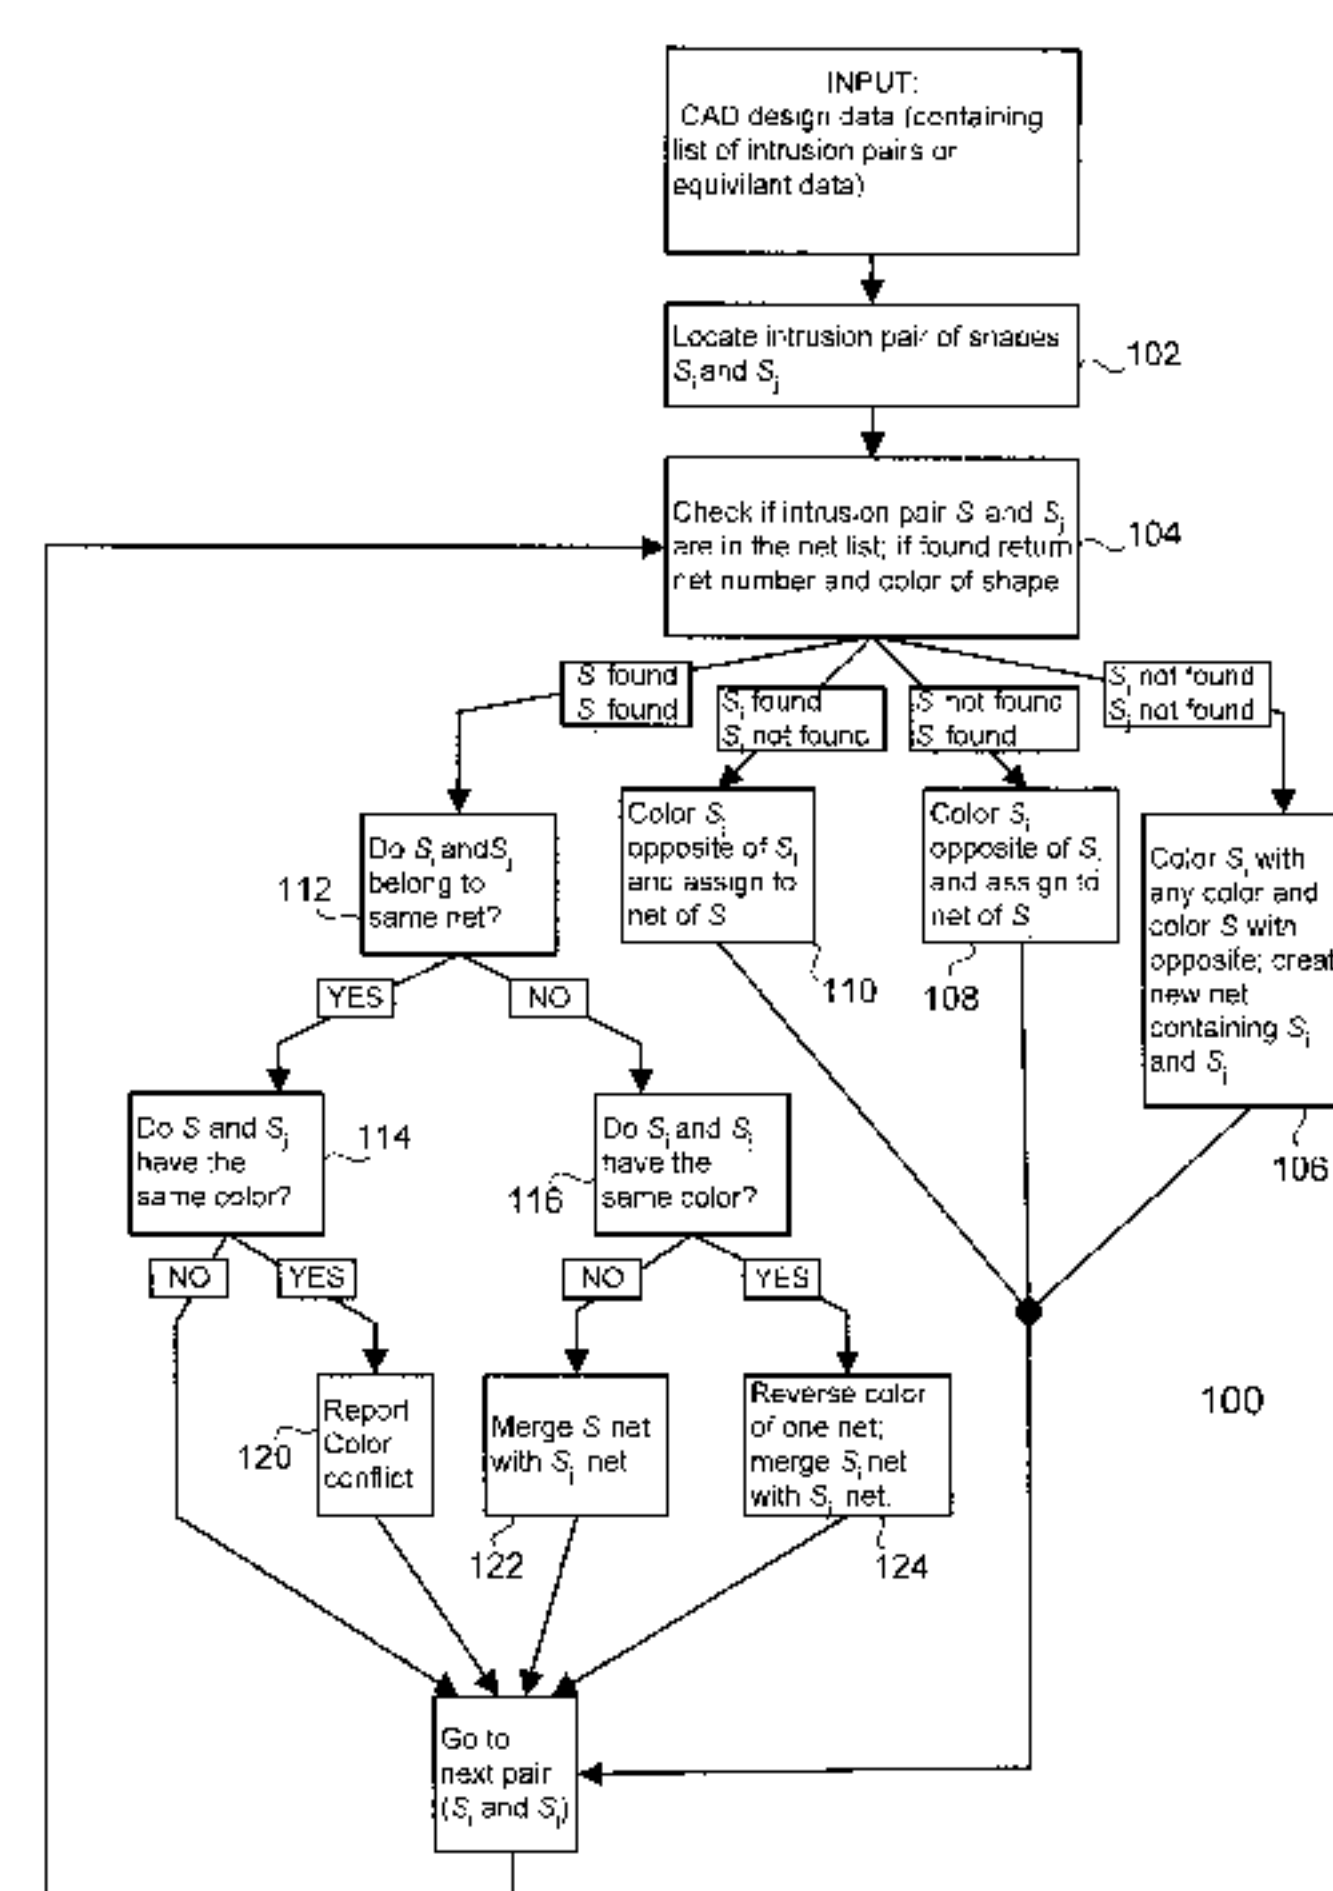 INPUT:
CAD design data (containing
list of intrusion pairs or
equivilant data)
Locate intrusion pair of shapes
Si and Sj
102
Check if intrusion pair S and Sj
are in the net list; if found return
net number and color of shape
104
S found
S found
Si found
Sj not found
S not found
S found
Si not found
Sj not found
Do Si and Sj
belong to
same net?
112
Color Sj
opposite of Si
and assign to
net of S
110
Color Si
opposite of Sj
and assign to
net of S
108
Color Si with
any color and
color S with
opposite; creat
new net
containing Si
and Sj
106
YES
NO
Do S and Sj
have the
same color?
114
Do Si and Sj
have the
same color?
116
NO
YES
NO
YES
Report
Color
conflict
120
Merge S net
with Sj net
122
Reverse color
of one net;
merge Si net
with Sj net.
124
100
Go to
next pair
(Si and Sj)